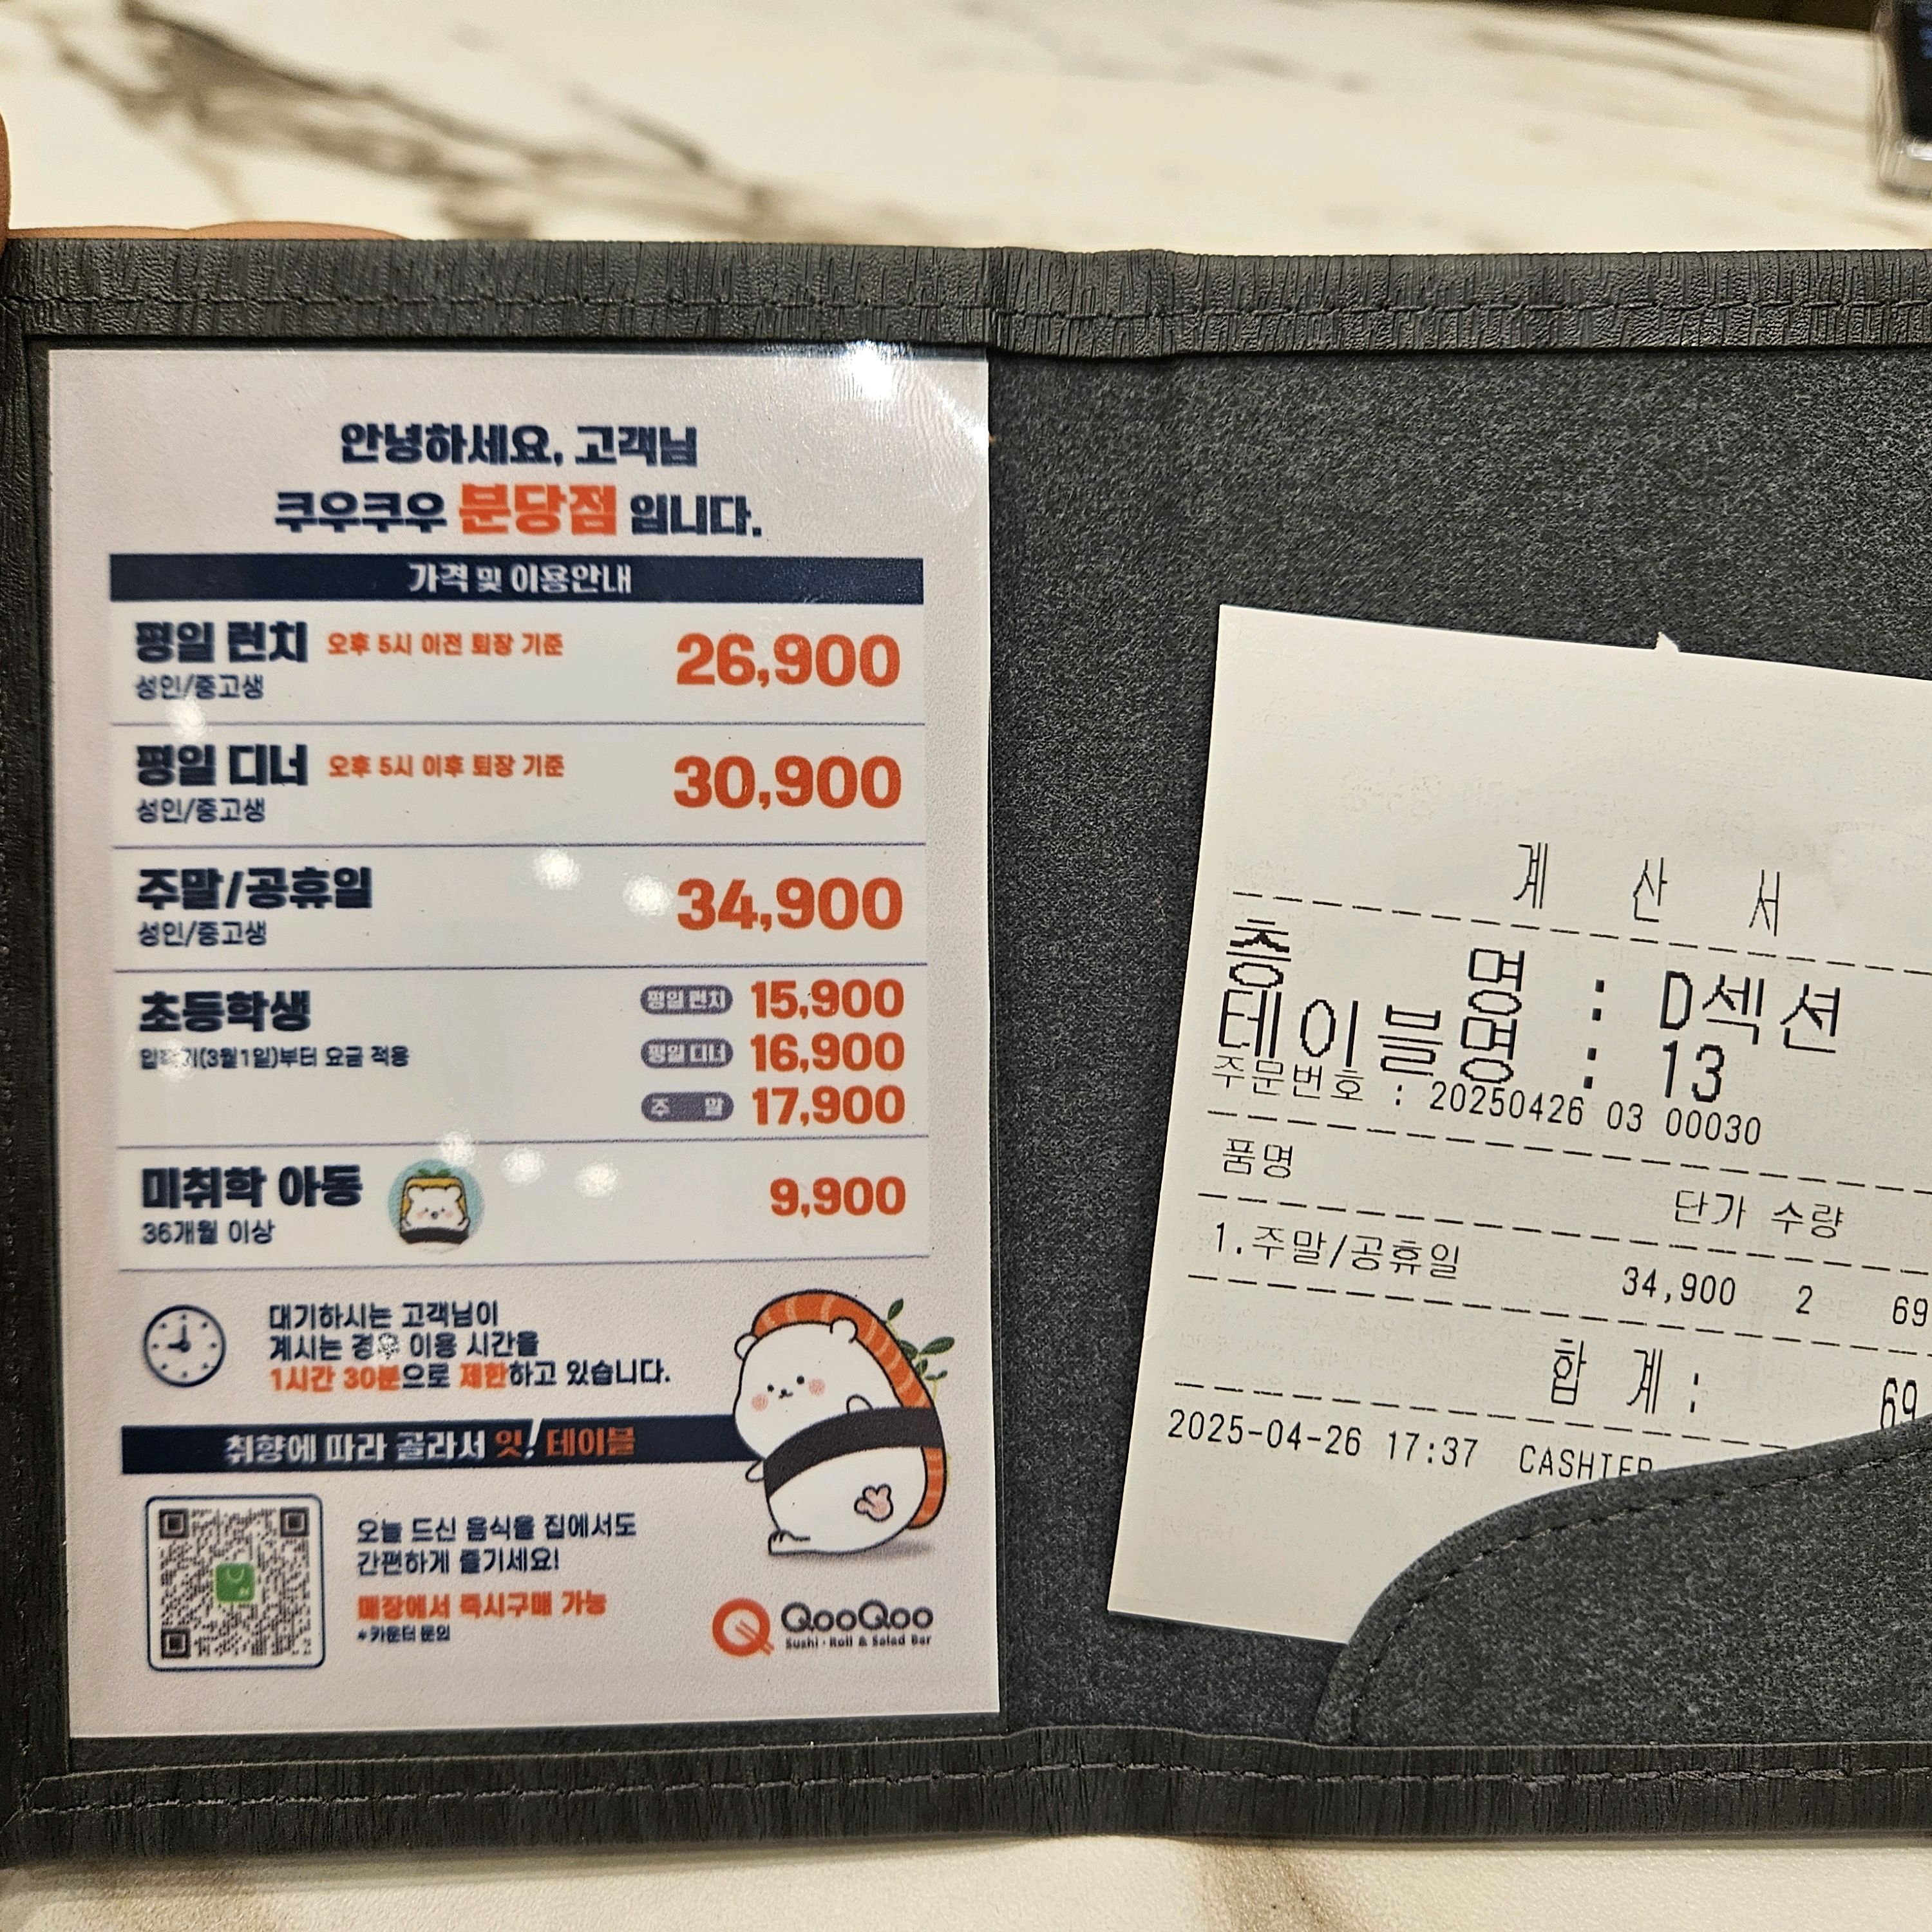 안녕하세요, 고객님
쿠우쿠우 분당점 입니다.
가격 및 이용안내
평일 런치 오후 5시 이전 퇴장 기준 26,900
성인/중고생
평일 디너 오후 5시 이후 퇴장 기준 30,900
성인/중고생
주말/공휴일 34,900
성인/중고생
초등학생 평일 런치 15,900
(3월1일)부터 요금 적용 평일 디너 16,900
주 말 17,900
미취학 아동 9,900
36개월 이상
대기하시는 고객님이
계시는 경우 이용 시간을
1시간 30분으로 제한하고 있습니다.
취향에 따라 골라서 잇! 테이블
오늘 드신 음식을 집에서도
간편하게 즐기세요!
매장에서 즉시구매 가능
*카운터 문의
QooQoo
Sushi · Roll & Salad Bar
계 산 서
층 명 : D섹션
테이블명 : 13
주문번호 : 20250426 03 00030
품명 단가 수량
1.주말/공휴일 34,900 2 69
합 계 : 69
2025-04-26 17:37 CASHIER